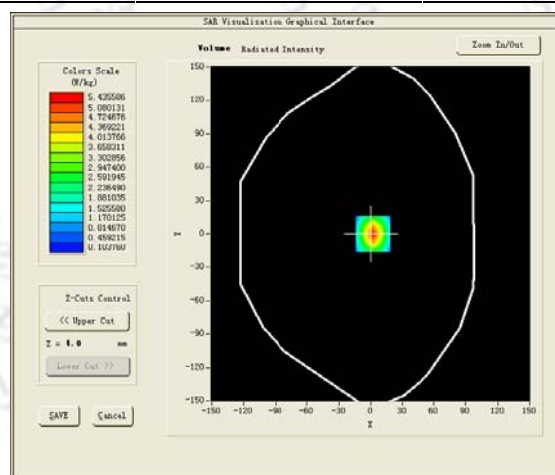 SAR Visualisation Graphical Interface
Volume Radiated Intensity
Zoom In/Out
Colors Scale
(W/kg)
5.435586
5.080131
4.724676
4.369221
4.013766
3.658311
3.302856
2.947400
2.591945
2.236490
1.881035
1.525580
1.170125
0.814670
0.459215
0.103760
Z-Cuts Control
<< Upper Cut
Z = 4.0 mm
Lower Cut >>
SAVE Cancel
150
120
90
60
30
0
-30
-60
-90
-120
-150
Y
-150 -120 -90 -60 -30 0 30 60 90 120 150
X